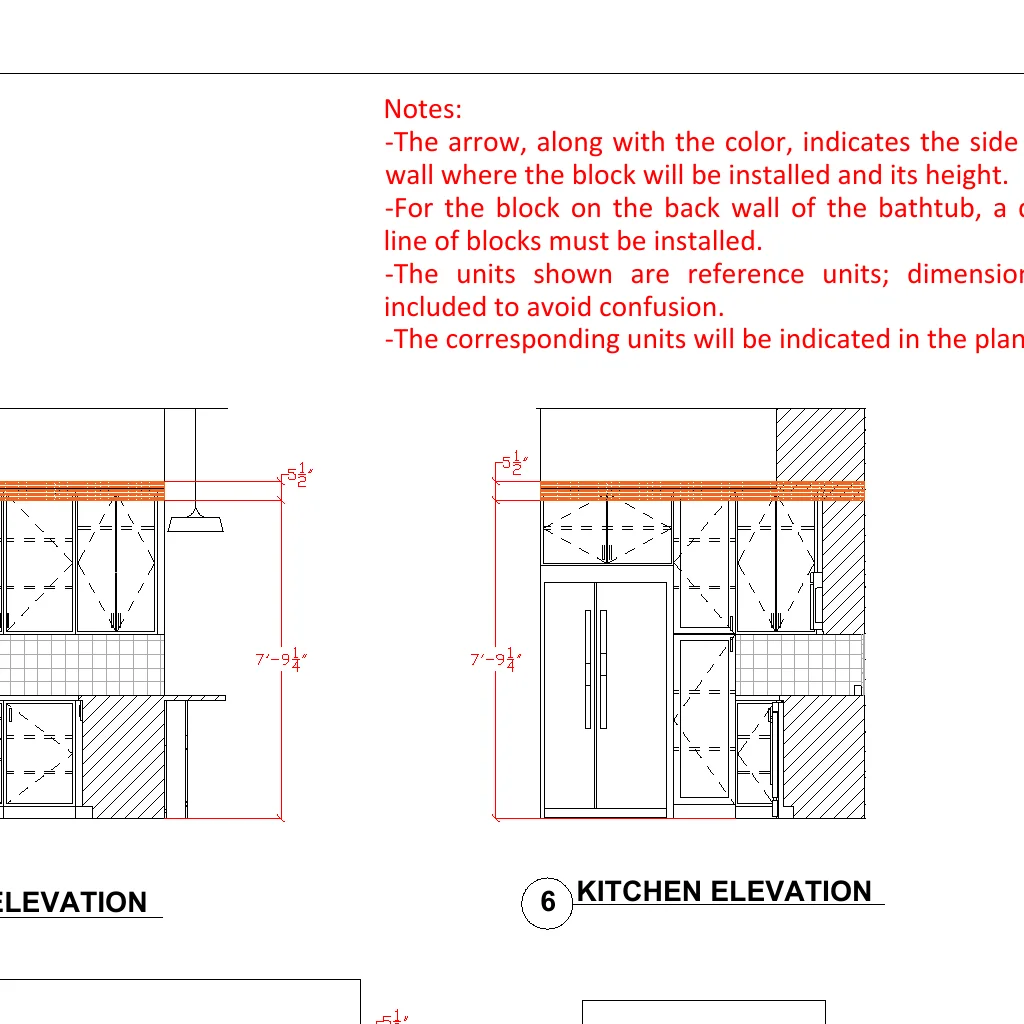 Notes:
-The arrow, along with the color, indicates the side
wall where the block will be installed and its height.
-For the block on the back wall of the bathtub, a
line of blocks must be installed.
-The units shown are reference units;
included to avoid confusion.
-The corresponding units will be indicated in the
5 1/2"
5 1/2"
7'-9 1/4"
7'-9 1/4"
ELEVATION
6 KITCHEN ELEVATION
5 1/2"